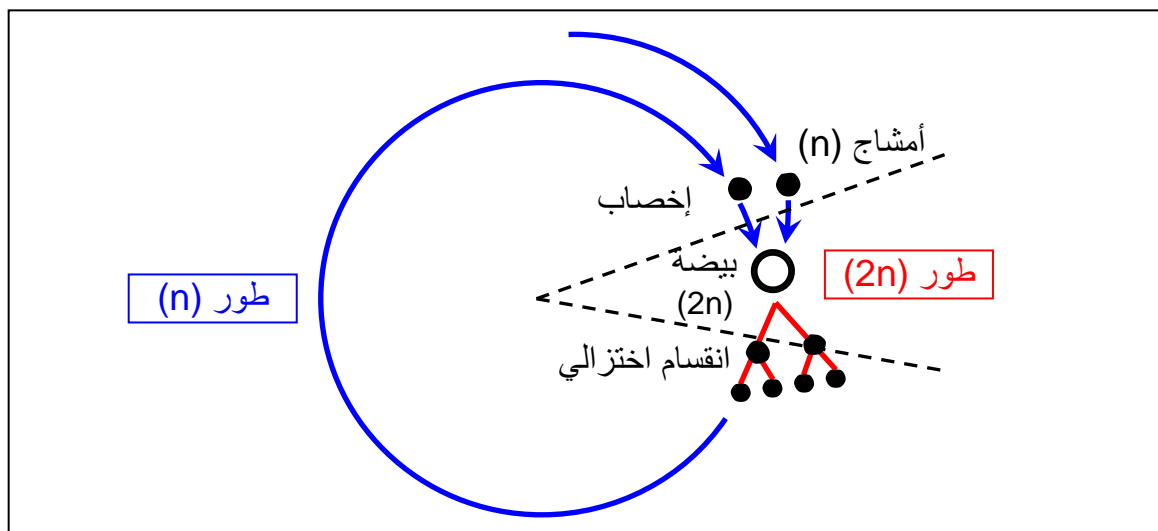 أمشاج (n)
إخصاب
بيضة
(2n)
طور (2n)
طور (n)
انقسام اختزالي